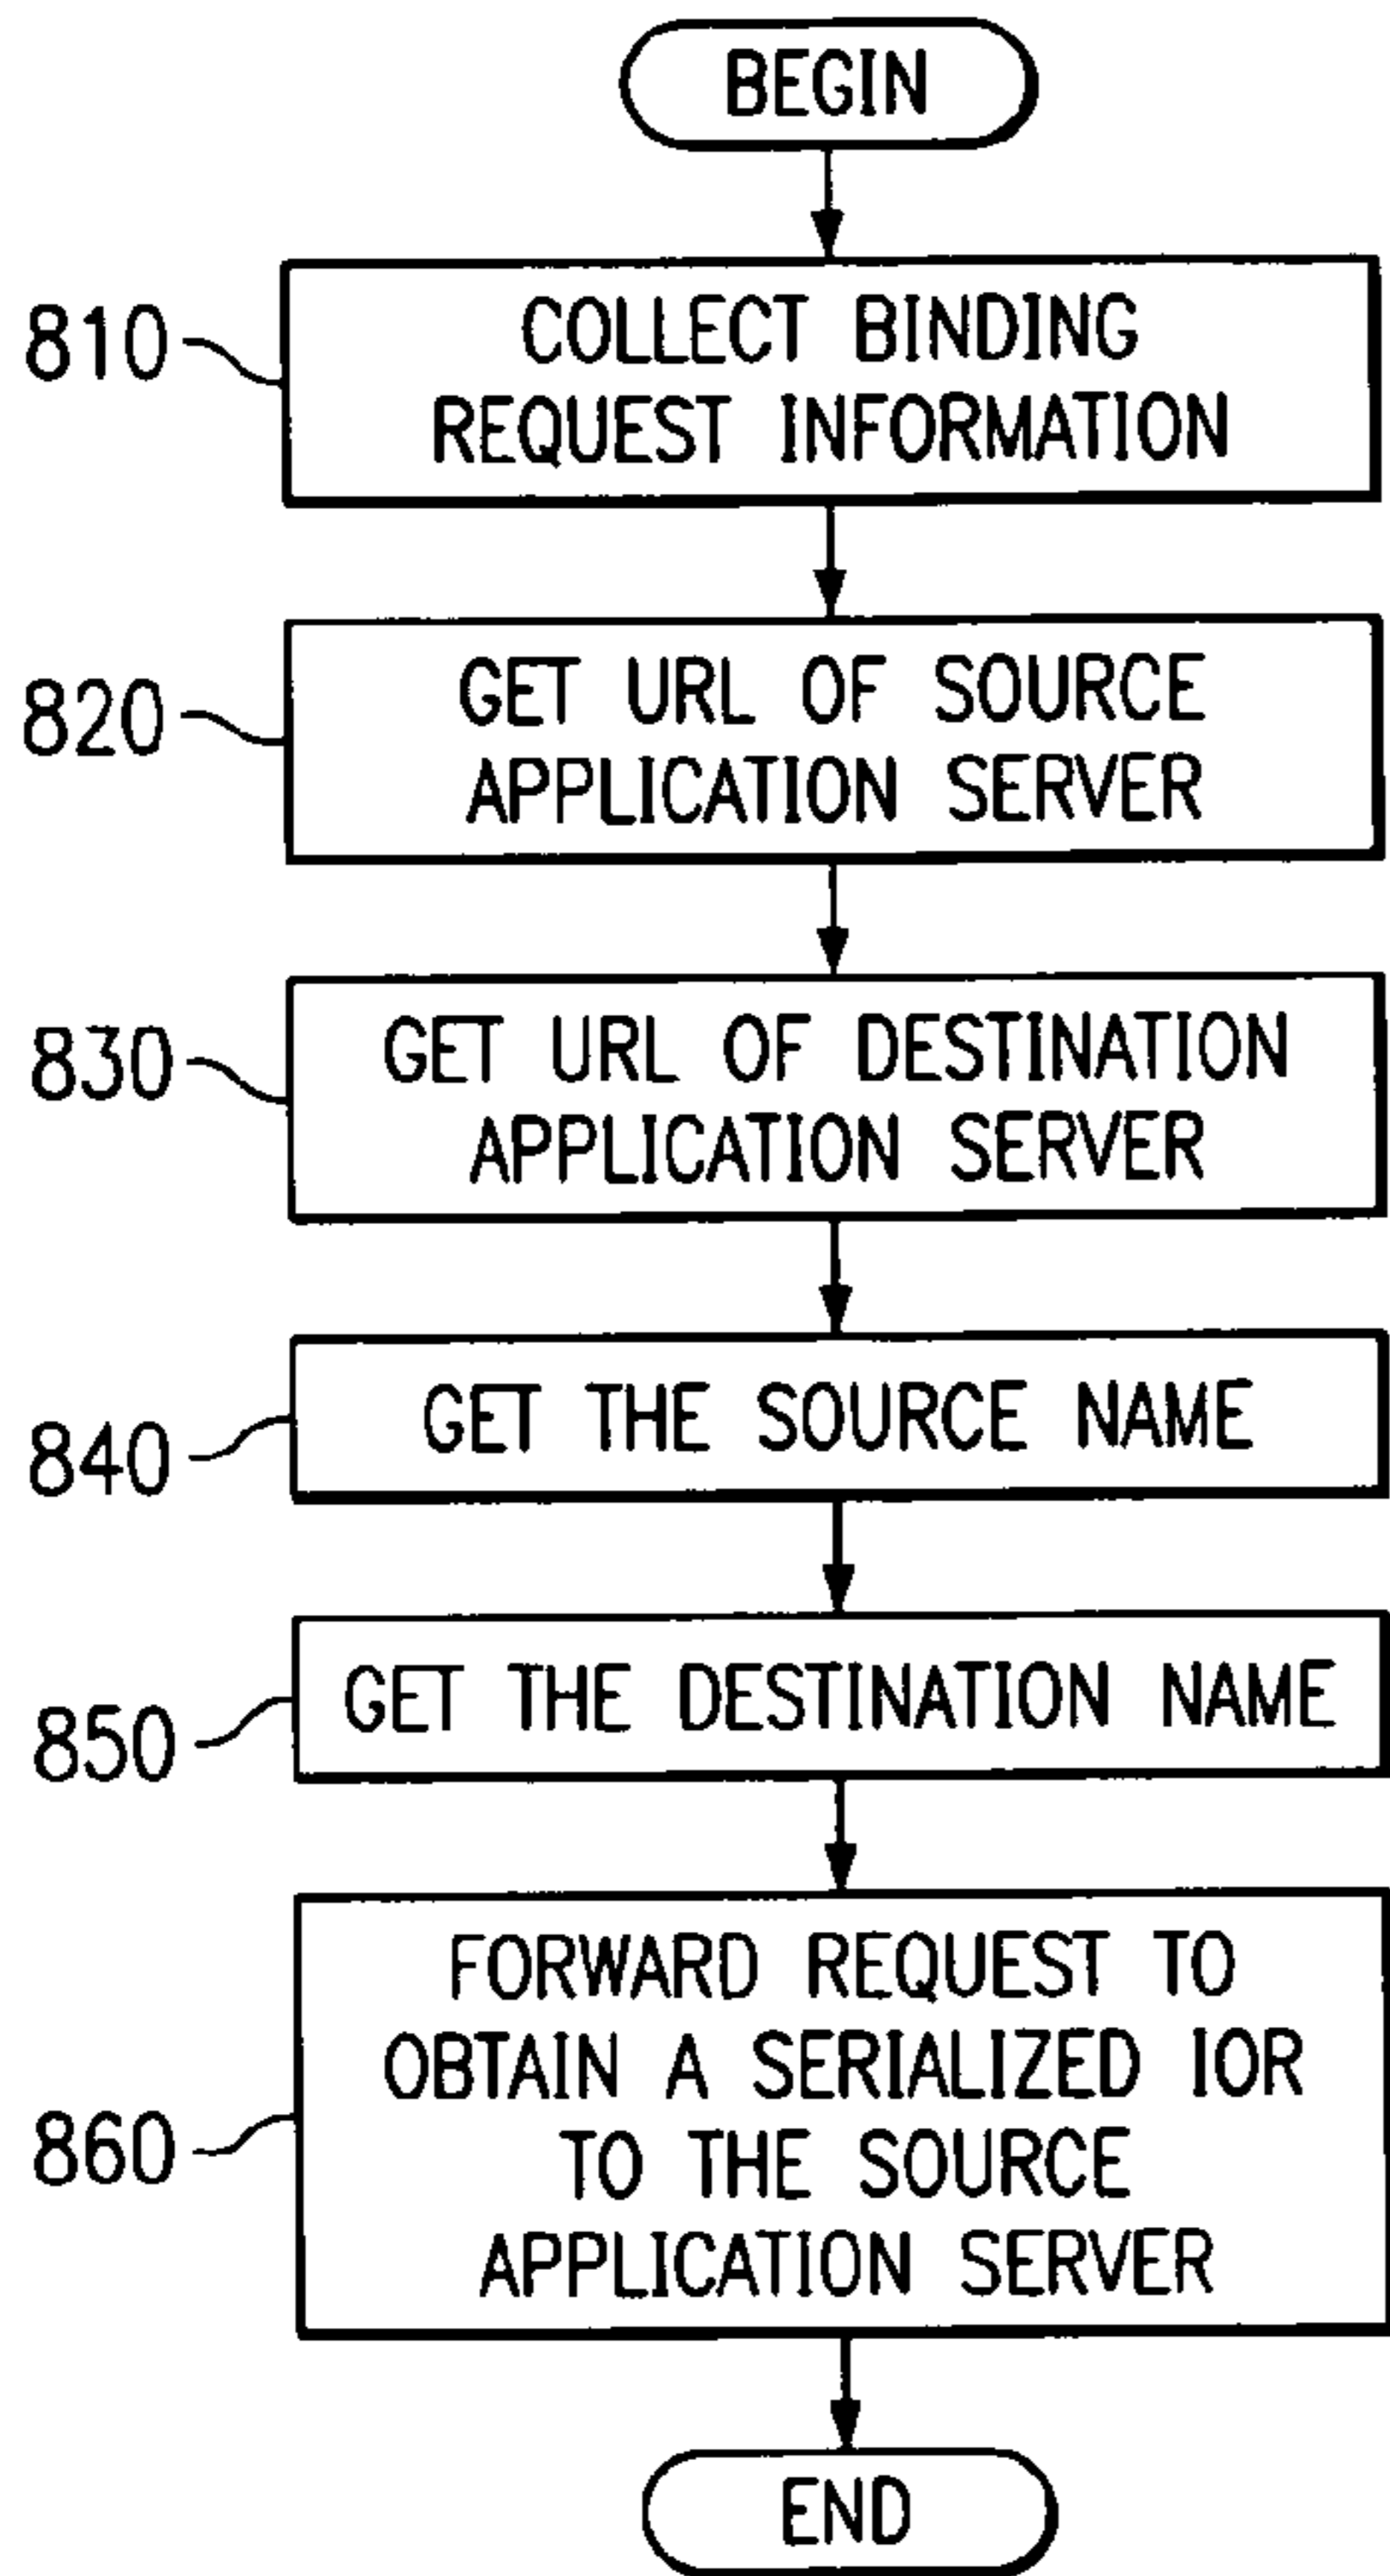 BEGIN
810
COLLECT BINDING
REQUEST INFORMATION
820
GET URL OF SOURCE
APPLICATION SERVER
830
GET URL OF DESTINATION
APPLICATION SERVER
840
GET THE SOURCE NAME
850
GET THE DESTINATION NAME
860
FORWARD REQUEST TO
OBTAIN A SERIALIZED IOR
TO THE SOURCE
APPLICATION SERVER
END